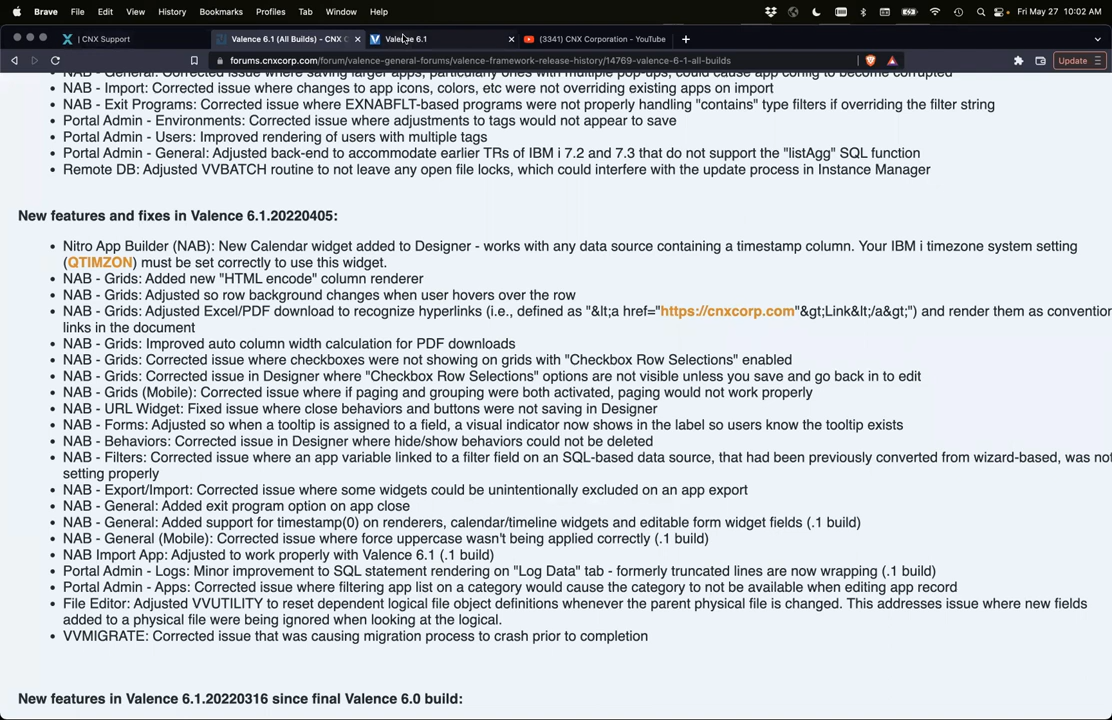 Brave File Edit View History Bookmarks Profiles Tab Window Help Fri May 27 10:02 AM
| CNX Support Valence 6.1 (All Builds) – CNX C Valence 6.1 (3341) CNX Corporation - YouTube
forums.cnxcorp.com/forum/valence-general-forums/valence-framework-release-history/14769-valence-6-1-all-builds Update
NAB - General: Corrected issue where saving larger apps, particularly ones with multiple pop-ups, could cause app config to become corrupted
NAB - Import: Corrected issue where changes to app icons, colors, etc were not overriding existing apps on import
NAB - Exit Programs: Corrected issue where EXNABFLT-based programs were not properly handling "contains" type filters if overriding the filter string
Portal Admin - Environments: Corrected issue where adjustments to tags would not appear to save
Portal Admin - Users: Improved rendering of users with multiple tags
Portal Admin - General: Adjusted back-end to accommodate earlier TRs of IBM i 7.2 and 7.3 that do not support the "listAgg" SQL function
Remote DB: Adjusted VVBATCH routine to not leave any open file locks, which could interfere with the update process in Instance Manager
New features and fixes in Valence 6.1.20220405:
Nitro App Builder (NAB): New Calendar widget added to Designer - works with any data source containing a timestamp column. Your IBM i timezone system setting
(QTIMZON) must be set correctly to use this widget.
NAB - Grids: Added new "HTML encode" column renderer
NAB - Grids: Adjusted so row background changes when user hovers over the row
NAB - Grids: Adjusted Excel/PDF download to recognize hyperlinks (i.e., defined as "&lt;a href="https://cnxcorp.com"&gt;Link&lt;/a&gt;") and render them as convention
links in the document
NAB - Grids: Improved auto column width calculation for PDF downloads
NAB - Grids: Corrected issue where checkboxes were not showing on grids with "Checkbox Row Selections" enabled
NAB - Grids: Corrected issue in Designer where "Checkbox Row Selections" options are not visible unless you save and go back in to edit
NAB - Grids (Mobile): Corrected issue where if paging and grouping were both activated, paging would not work properly
NAB - URL Widget: Fixed issue where close behaviors and buttons were not saving in Designer
NAB - Forms: Adjusted so when a tooltip is assigned to a field, a visual indicator now shows in the label so users know the tooltip exists
NAB - Behaviors: Corrected issue in Designer where hide/show behaviors could not be deleted
NAB - Filters: Corrected issue where an app variable linked to a filter field on an SQL-based data source, that had been previously converted from wizard-based, was not
setting properly
NAB - Export/Import: Corrected issue where some widgets could be unintentionally excluded on an app export
NAB - General: Added exit program option on app close
NAB - General: Added support for timestamp(0) on renderers, calendar/timeline widgets and editable form widget fields (.1 build)
NAB - General (Mobile): Corrected issue where force uppercase wasn't being applied correctly (.1 build)
NAB Import App: Adjusted to work properly with Valence 6.1 (.1 build)
Portal Admin - Logs: Minor improvement to SQL statement rendering on "Log Data" tab - formerly truncated lines are now wrapping (.1 build)
Portal Admin - Apps: Corrected issue where filtering app list on a category would cause the category to not be available when editing app record
File Editor: Adjusted VVUTILITY to reset dependent logical file object definitions whenever the parent physical file is changed. This addresses issue where new fields
added to a physical file were being ignored when looking at the logical.
VVMIGRATE: Corrected issue that was causing migration process to crash prior to completion
New features in Valence 6.1.20220316 since final Valence 6.0 build: